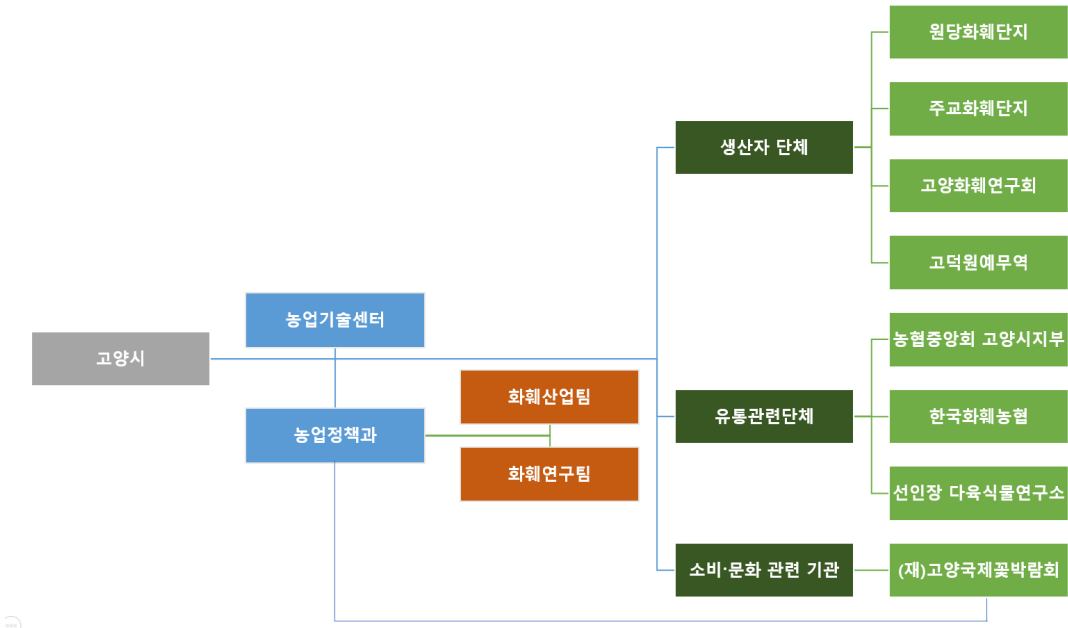 고양시
농업기술센터
농업정책과
화훼산업팀
화훼연구팀
생산자 단체
원당화훼단지
주교화훼단지
고양화훼연구회
고덕원예무역
유통관련단체
농협중앙회 고양시지부
한국화훼농협
선인장 다육식물연구소
소비·문화 관련 기관
(재)고양국제꽃박람회